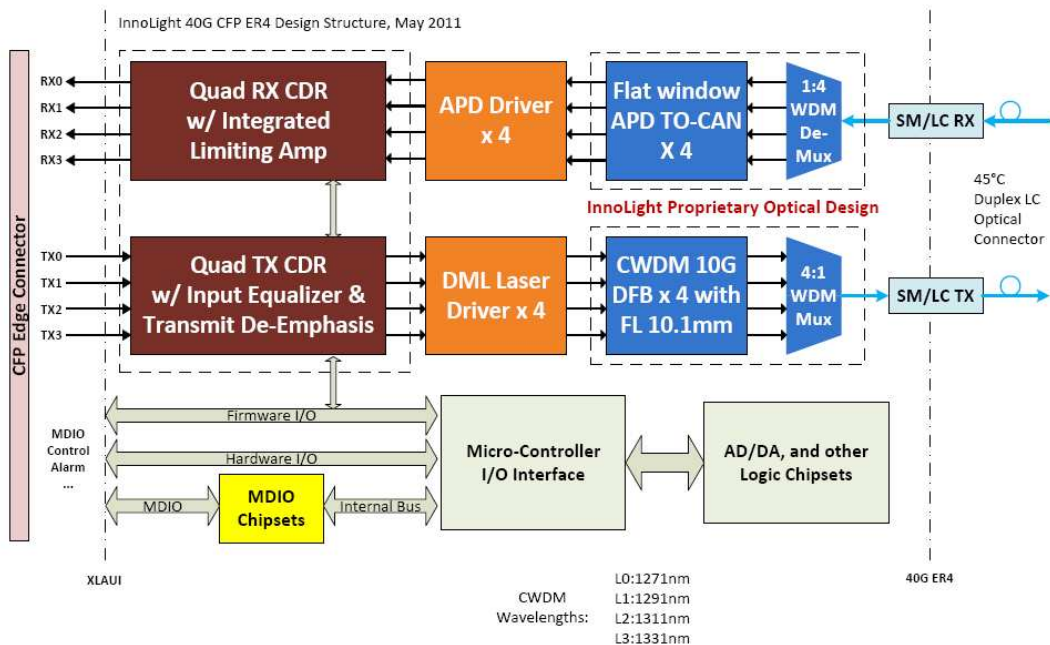 InnoLight 40G CFP ER4 Design Structure, May 2011
CFP Edge Connector
RX0
RX1
RX2
RX3
Quad RX CDR
w/ Integrated
Limiting Amp
APD Driver
x 4
Flat window
APD TO-CAN
X 4
1:4
WDM
De-
Mux
SM/LC RX
45°C
Duplex LC
Optical
Connector
InnoLight Proprietary Optical Design
TX0
TX1
TX2
TX3
Quad TX CDR
w/ Input Equalizer &
Transmit De-Emphasis
DML Laser
Driver x 4
CWDM 10G
DFB x 4 with
FL 10.1mm
4:1
WDM
Mux
SM/LC TX
MDIO
Control
Alarm
...
Firmware I/O
Hardware I/O
MDIO
MDIO
Chipsets
Internal Bus
Micro-Controller
I/O Interface
AD/DA, and other
Logic Chipsets
XLAUI
40G ER4
CWDM
Wavelengths:
L0:1271nm
L1:1291nm
L2:1311nm
L3:1331nm